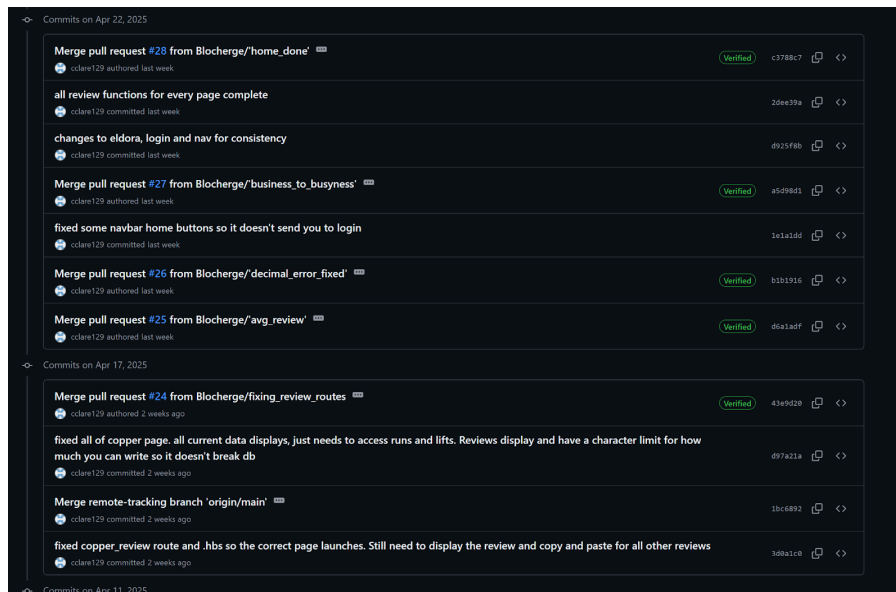 Commits on Apr 22, 2025
Merge pull request #28 from Blocherge/'home_done'
cclare129 authored last week
Verified
c3788c7
all review functions for every page complete
cclare129 committed last week
2dee39a
changes to eldora, login and nav for consistency
cclare129 committed last week
d925f8b
Merge pull request #27 from Blocherge/'business_to_busyness'
cclare129 authored last week
Verified
a5d98d1
fixed some navbar home buttons so it doesn't send you to login
cclare129 committed last week
1e1a1dd
Merge pull request #26 from Blocherge/'decimal_error_fixed'
cclare129 authored last week
Verified
b1b1916
Merge pull request #25 from Blocherge/'avg_review'
cclare129 authored last week
Verified
d6a1adf
Commits on Apr 17, 2025
Merge pull request #24 from Blocherge/fixing_review_routes
cclare129 authored 2 weeks ago
Verified
43e9d20
fixed all of copper page. all current data displays, just needs to access runs and lifts. Reviews display and have a character limit for how
much you can write so it doesn't break db
cclare129 committed 2 weeks ago
d97a21a
Merge remote-tracking branch 'origin/main'
cclare129 committed 2 weeks ago
1bc6892
fixed copper_review route and .hbs so the correct page launches. Still need to display the review and copy and paste for all other reviews
cclare129 committed 2 weeks ago
3d0a1c0
Commits on Apr 11, 2025